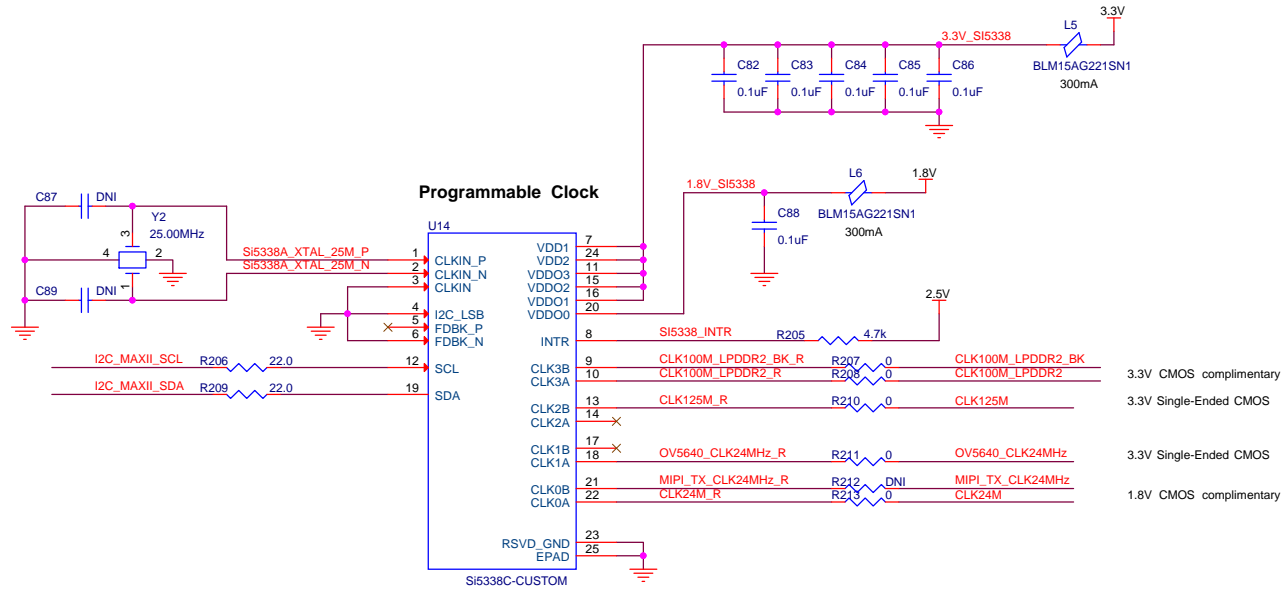 3.3V
L5
3.3V_SI5338
BLM15AG221SN1
300mA
C82 C83 C84 C85 C86
0.1uF 0.1uF 0.1uF 0.1uF 0.1uF
Programmable Clock
1.8V
L6
1.8V_SI5338
BLM15AG221SN1
300mA
C88
0.1uF
C87 DNI
Y2
25.00MHz
3
4 2
1
C89 DNI
Si5338A_XTAL_25M_P
Si5338A_XTAL_25M_N
U14
1 CLKIN_P
2 CLKIN_N
3 CLKIN
4 I2C_LSB
5 FDBK_P
6 FDBK_N
I2C_MAXII_SCL R206 22.0 12 SCL
I2C_MAXII_SDA R209 22.0 19 SDA
VDD1 7
VDD2 24
VDDO3 11
VDDO2 15
VDDO1 16
VDDO0 20
2.5V
INTR 8 SI5338_INTR R205 4.7k
CLK3B 9 CLK100M_LPDDR2_BK_R R207 0 CLK100M_LPDDR2_BK
CLK3A 10 CLK100M_LPDDR2_R R208 0 CLK100M_LPDDR2 3.3V CMOS complimentary
CLK2B 13 CLK125M_R R210 0 CLK125M 3.3V Single-Ended CMOS
CLK2A 14
CLK1B 17
CLK1A 18 OV5640_CLK24MHz_R R211 0 OV5640_CLK24MHz 3.3V Single-Ended CMOS
CLK0B 21 MIPI_TX_CLK24MHz_R R212 DNI MIPI_TX_CLK24MHz
CLK0A 22 CLK24M_R R213 0 CLK24M 1.8V CMOS complimentary
RSVD_GND 23
EPAD 25
Si5338C-CUSTOM